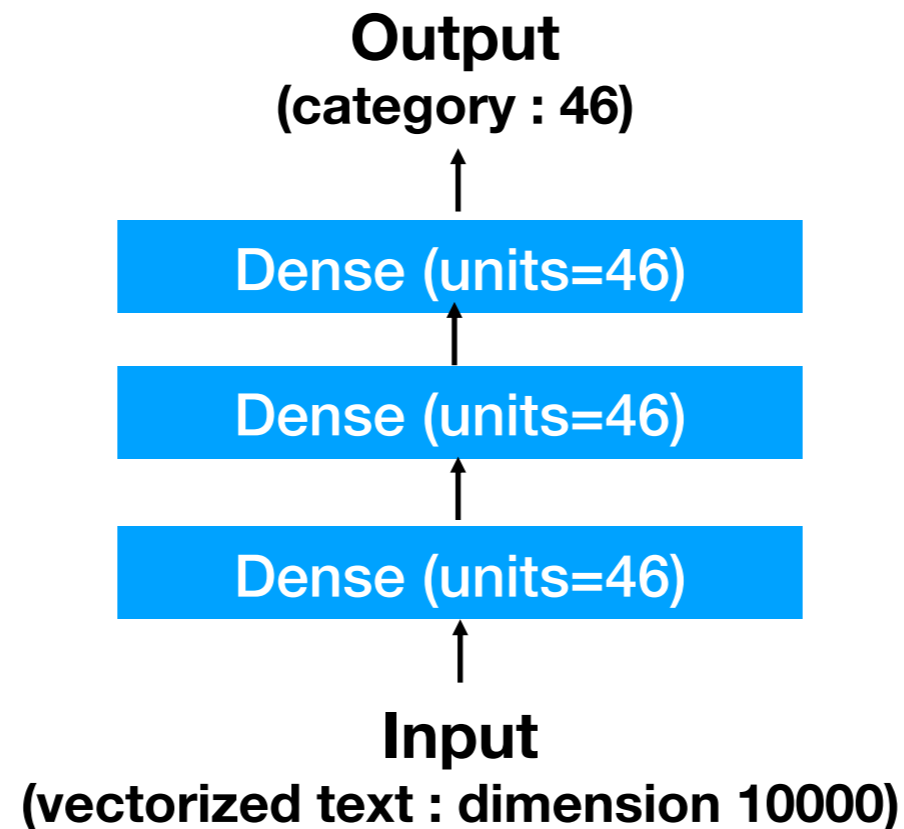 Output
(category : 46)
Dense (units=46)
Dense (units=46)
Dense (units=46)
Input
(vectorized text : dimension 10000)